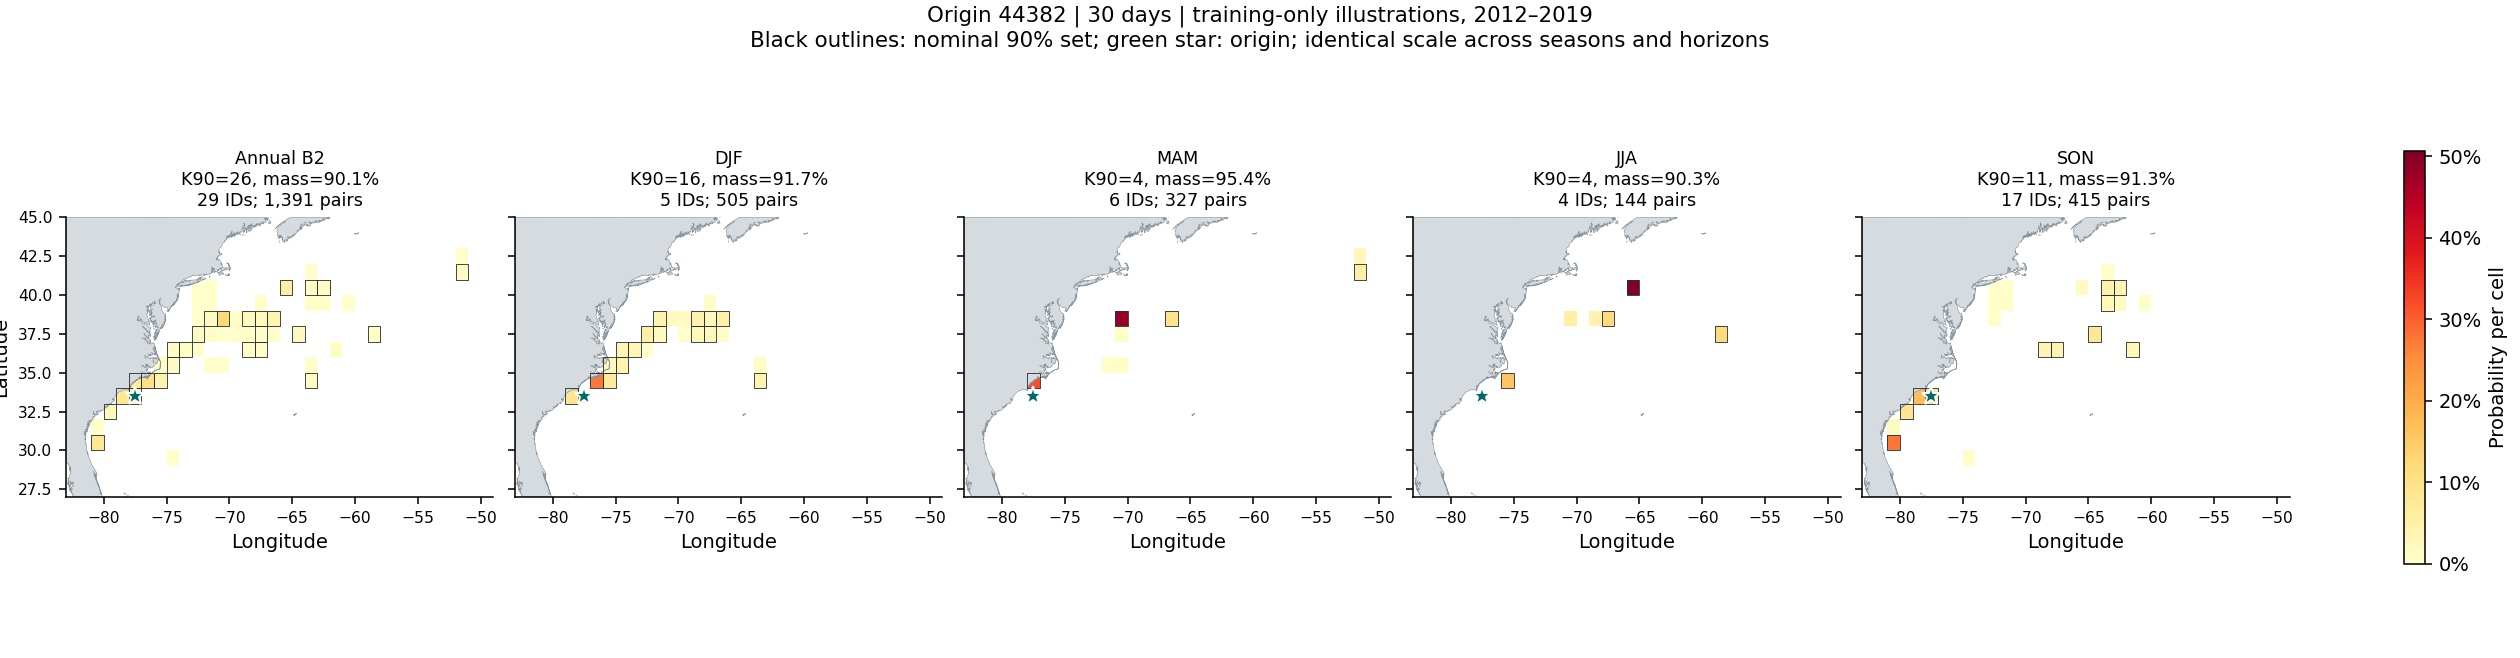 Origin 44382 | 30 days | training-only illustrations, 2012–2019
Black outlines: nominal 90% set; green star: origin; identical scale across seasons and horizons
Annual B2
K90=26, mass=90.1%
29 IDs; 1,391 pairs
DJF
K90=16, mass=91.7%
5 IDs; 505 pairs
MAM
K90=4, mass=95.4%
6 IDs; 327 pairs
JJA
K90=4, mass=90.3%
4 IDs; 144 pairs
SON
K90=11, mass=91.3%
17 IDs; 415 pairs
Latitude
45.0
42.5
40.0
37.5
35.0
32.5
30.0
27.5
−80 −75 −70 −65 −60 −55 −50
Longitude
−80 −75 −70 −65 −60 −55 −50
Longitude
−80 −75 −70 −65 −60 −55 −50
Longitude
−80 −75 −70 −65 −60 −55 −50
Longitude
−80 −75 −70 −65 −60 −55 −50
Longitude
50%
40%
30%
20%
10%
0%
Probability per cell